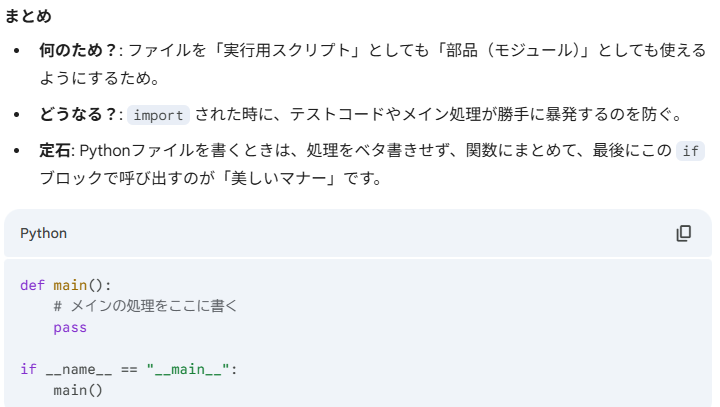 まとめ
• 何のため？: ファイルを「実行用スクリプト」としても「部品（モジュール）」としても使える
ようにするため。
• どうなる？: import された時に、テストコードやメイン処理が勝手に暴発するのを防ぐ。
• 定石: Pythonファイルを書くときは、処理をベタ書きせず、関数にまとめて、最後にこの if
ブロックで呼び出すのが「美しいマナー」です。
Python
def main():
    # メインの処理をここに書く
    pass
if __name__ == "__main__":
    main()